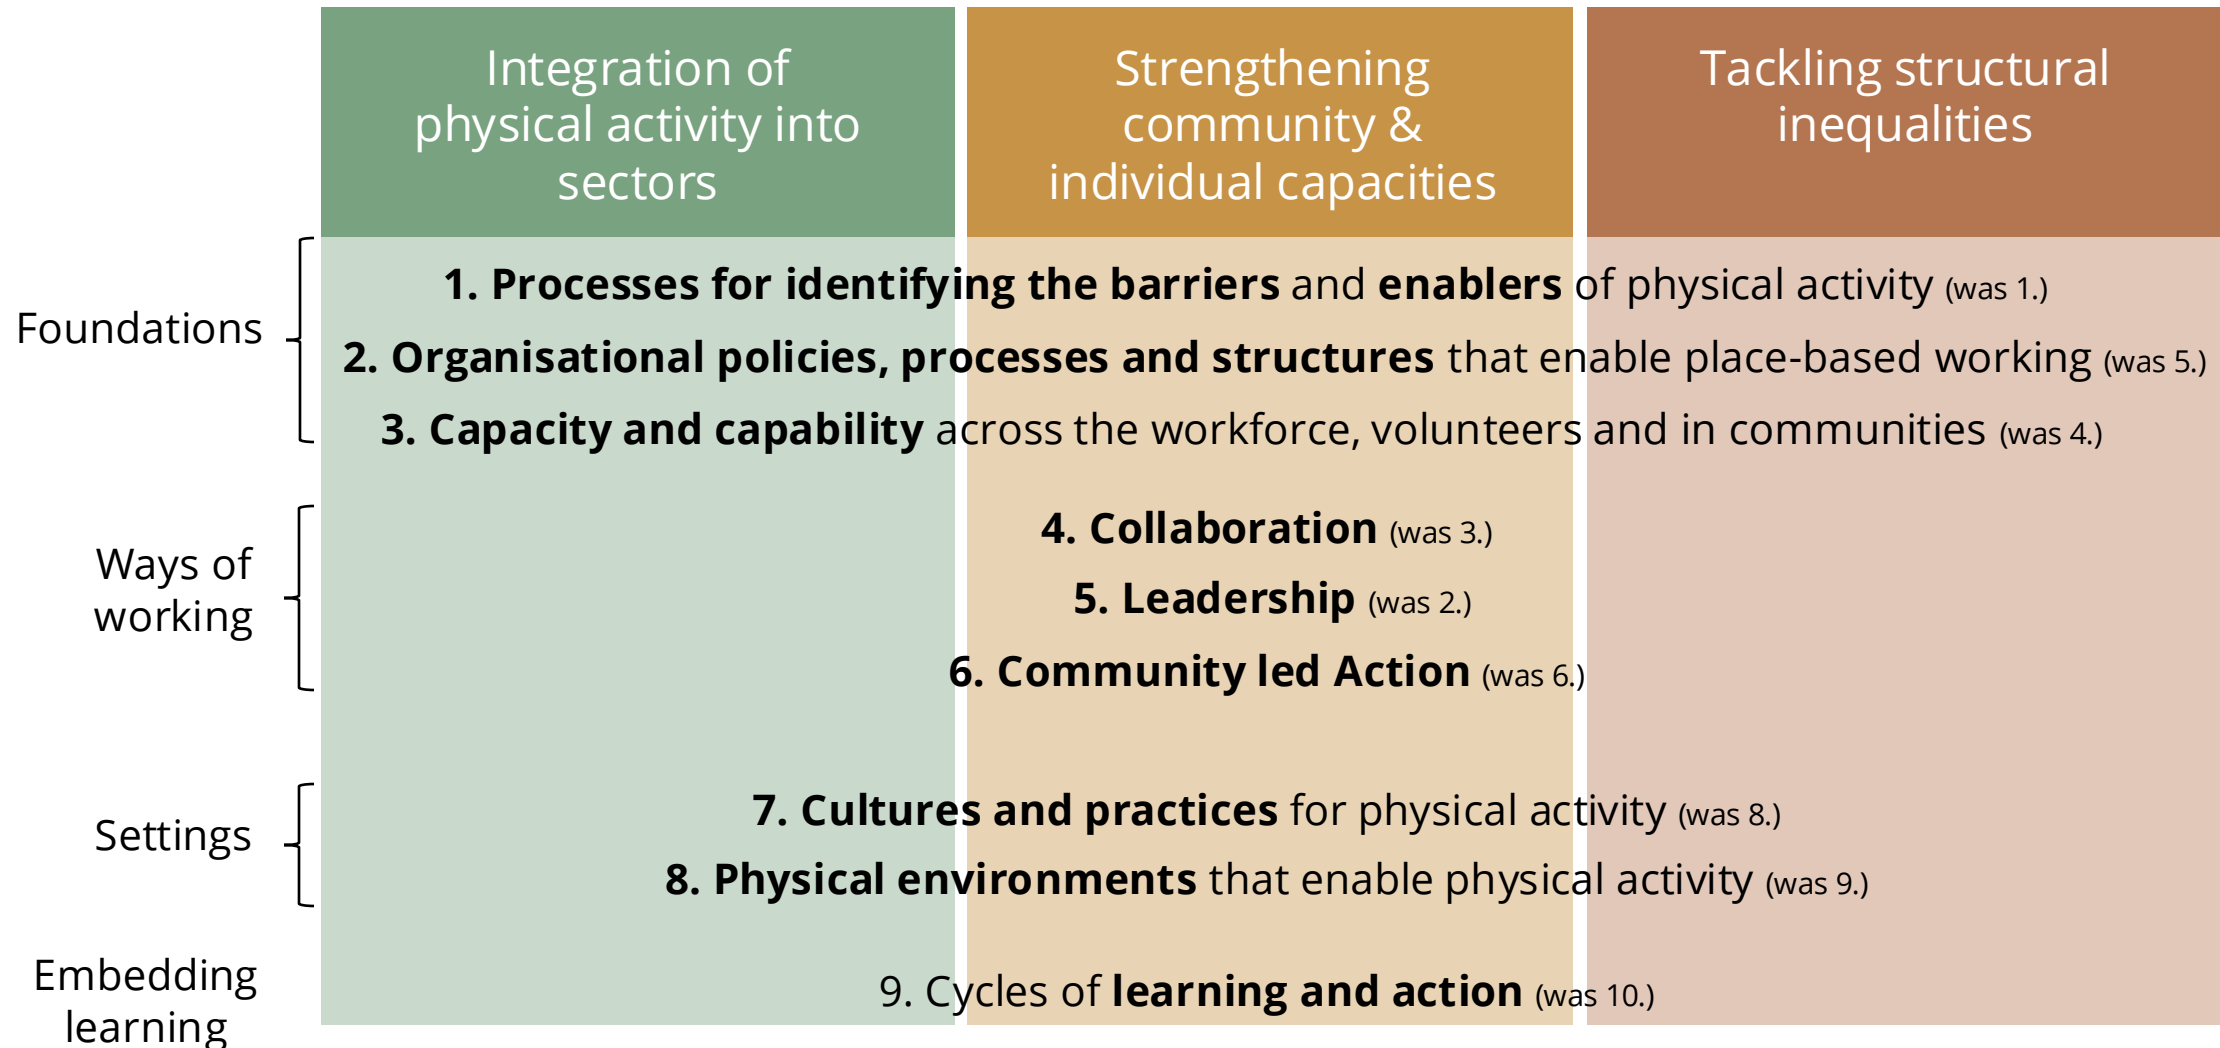 Integration of
physical activity into
sectors
Strengthening
community &
individual capacities
Tackling structural
inequalities
Foundations
1. Processes for identifying the barriers and enablers of physical activity (was 1.)
2. Organisational policies, processes and structures that enable place-based working (was 5.)
3. Capacity and capability across the workforce, volunteers and in communities (was 4.)
Ways of
working
4. Collaboration (was 3.)
5. Leadership (was 2.)
6. Community led Action (was 6.)
Settings
7. Cultures and practices for physical activity (was 8.)
8. Physical environments that enable physical activity (was 9.)
Embedding
learning
9. Cycles of learning and action (was 10.)